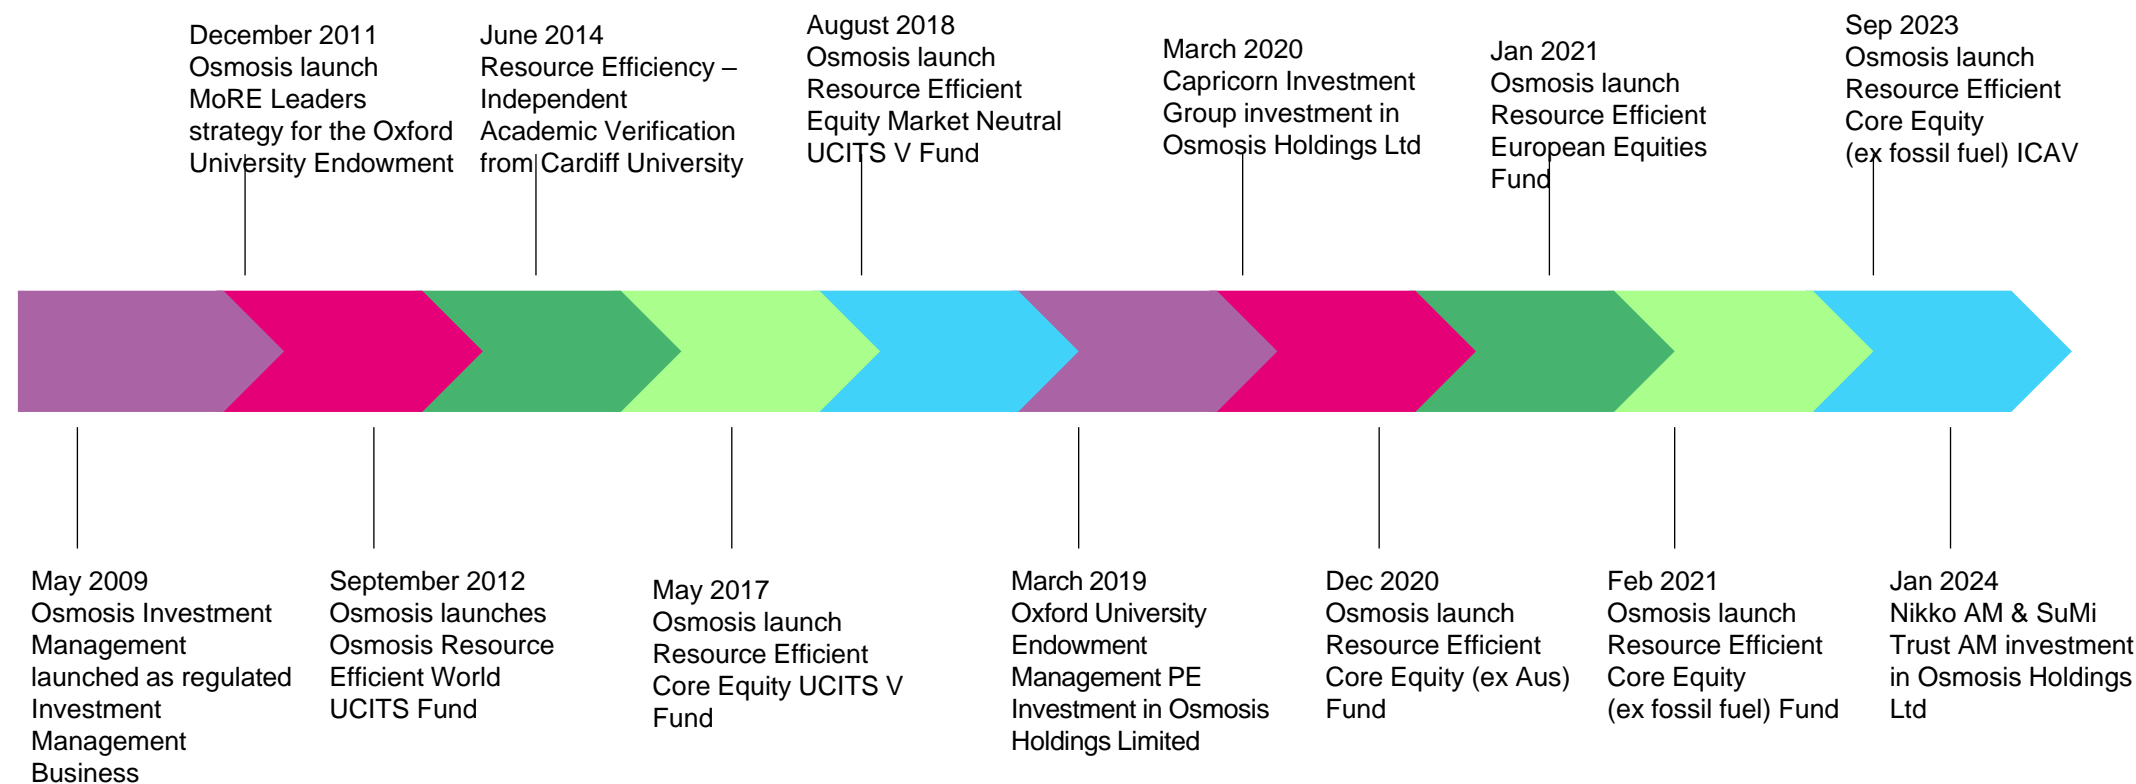 December 2011
Osmosis launch
MoRE Leaders
strategy for the Oxford
University Endowment
June 2014
Resource Efficiency –
Independent
Academic Verification
from Cardiff University
August 2018
Osmosis launch
Resource Efficient
Equity Market Neutral
UCITS V Fund
March 2020
Capricorn Investment
Group investment in
Osmosis Holdings Ltd
Jan 2021
Osmosis launch
Resource Efficient
European Equities
Fund
Sep 2023
Osmosis launch
Resource Efficient
Core Equity
(ex fossil fuel) ICAV
May 2009
Osmosis Investment
Management
launched as regulated
Investment
Management
Business
September 2012
Osmosis launches
Osmosis Resource
Efficient World
UCITS Fund
May 2017
Osmosis launch
Resource Efficient
Core Equity UCITS V
Fund
March 2019
Oxford University
Endowment
Management PE
Investment in Osmosis
Holdings Limited
Dec 2020
Osmosis launch
Resource Efficient
Core Equity (ex Aus)
Fund
Feb 2021
Osmosis launch
Resource Efficient
Core Equity
(ex fossil fuel) Fund
Jan 2024
Nikko AM & SuMi
Trust AM investment
in Osmosis Holdings
Ltd